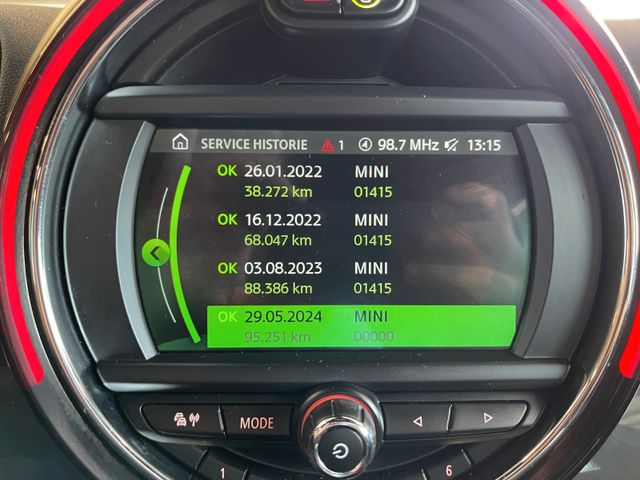 SERVICE HISTORIE 1 98.7 MHz 13:15
OK 26.01.2022 MINI
38.272 km 01415
OK 16.12.2022 MINI
68.047 km 01415
OK 03.08.2023 MINI
88.386 km 01415
OK 29.05.2024 MINI
95.251 km 00000
MODE
1 6